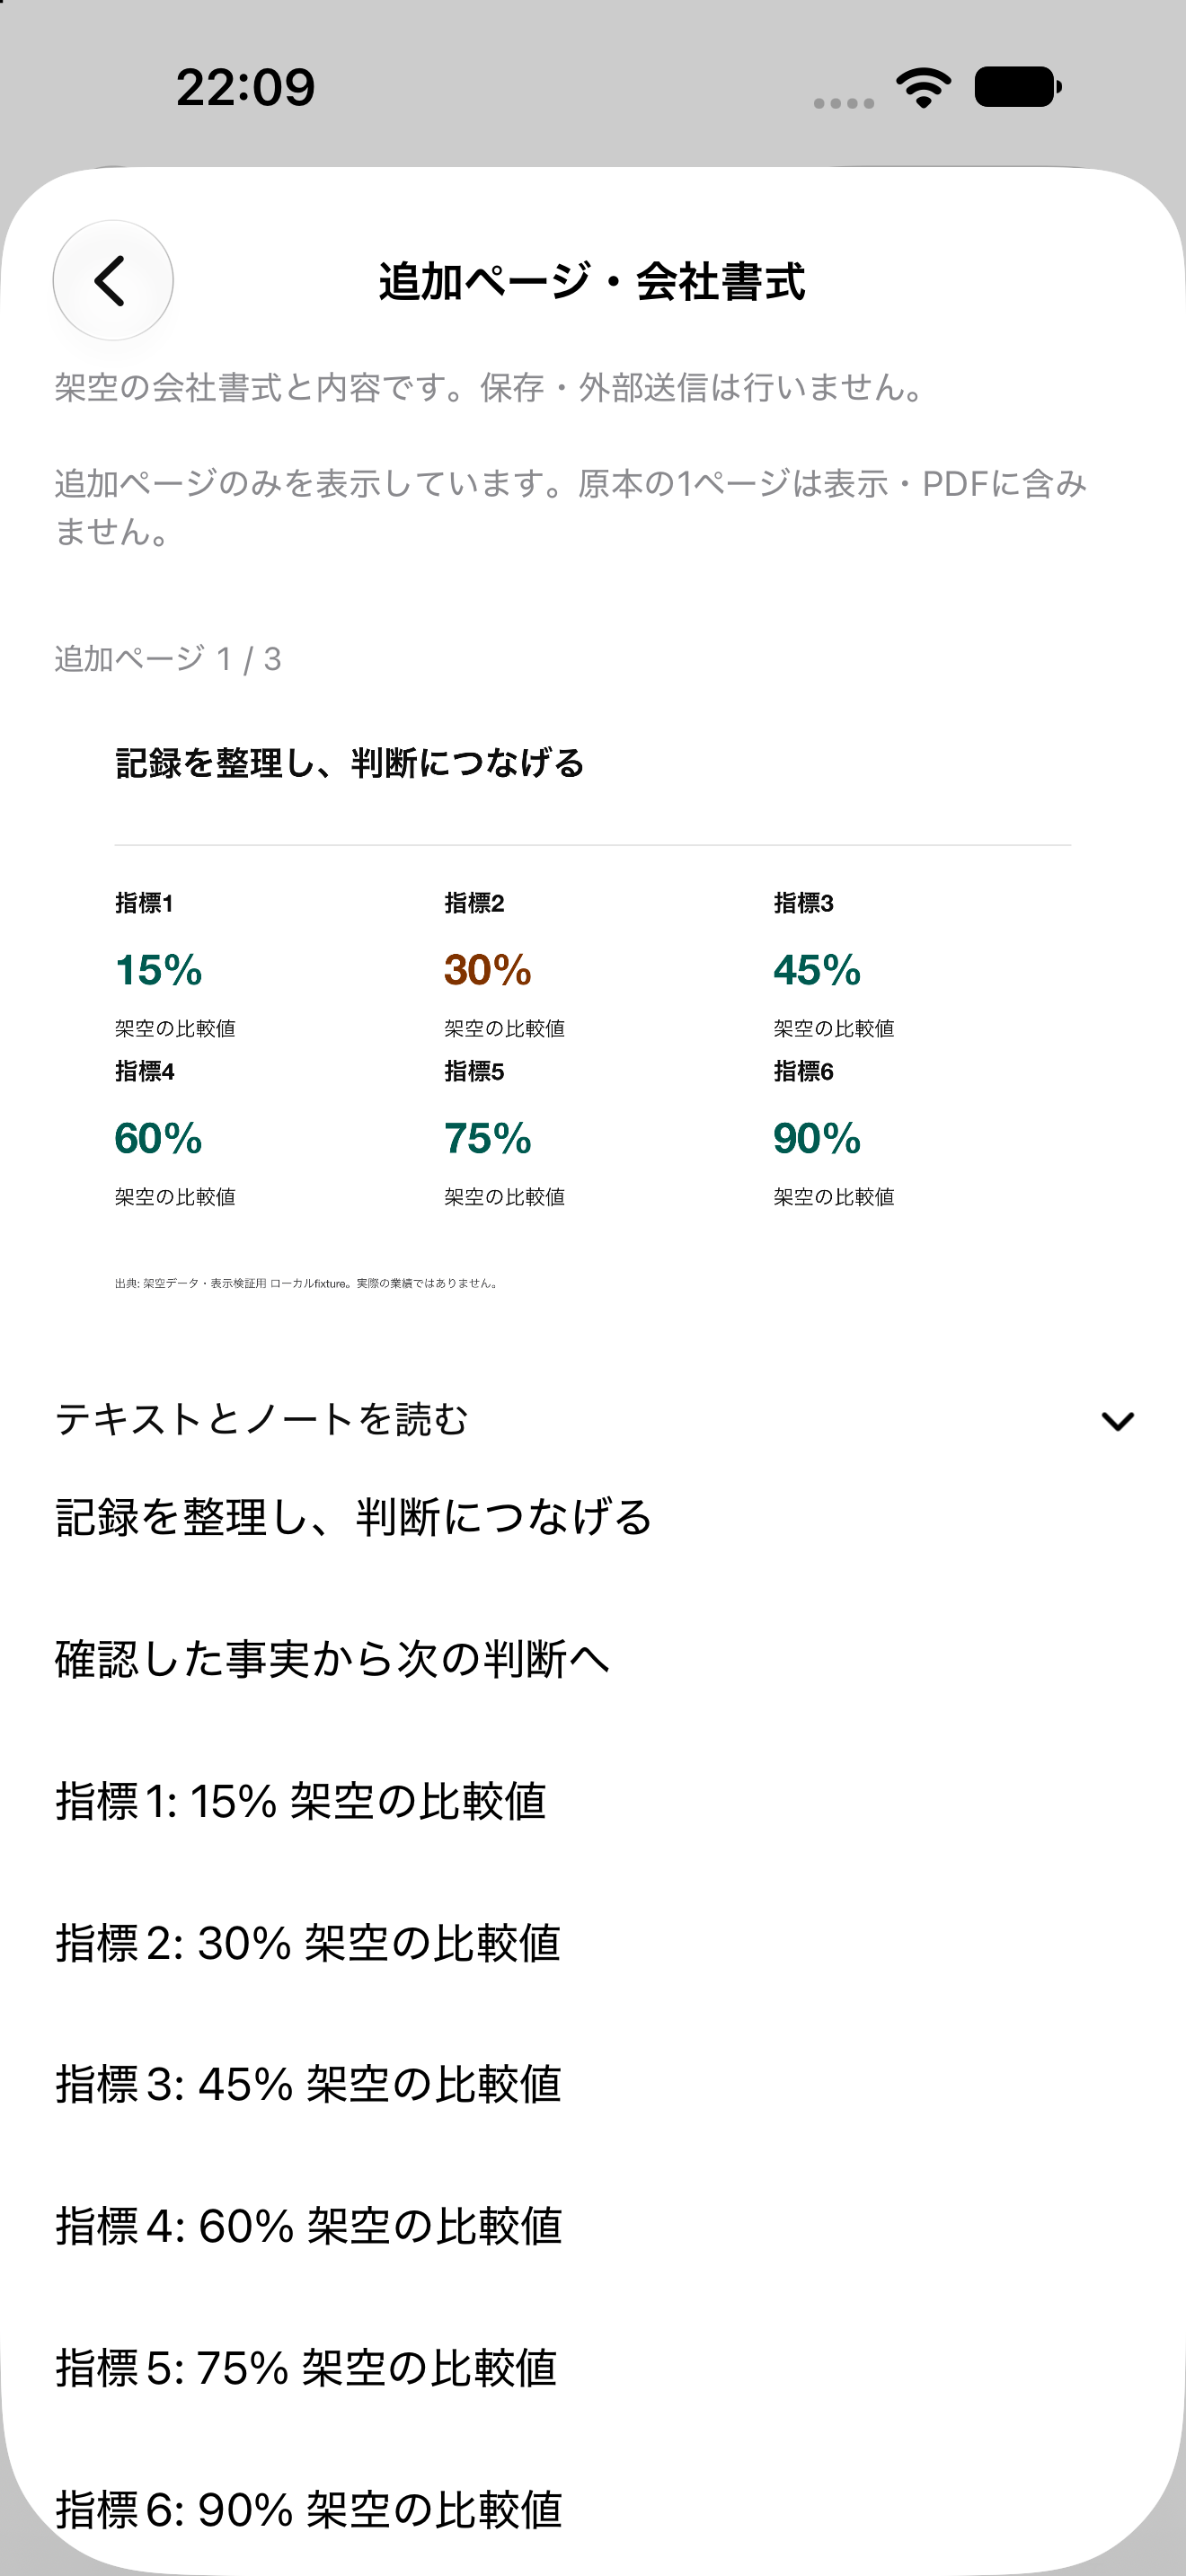 22:09
追加ページ・会社書式
架空の会社書式と内容です。保存・外部送信は行いません。
追加ページのみを表示しています。原本の1ページは表示・PDFに含み
ません。
追加ページ 1 / 3
記録を整理し、判断につなげる
指標1 指標2 指標3
15% 30% 45%
架空の比較値 架空の比較値 架空の比較値
指標4 指標5 指標6
60% 75% 90%
架空の比較値 架空の比較値 架空の比較値
出典: 架空データ・表示検証用 ローカルfixture。実際の業績ではありません。
テキストとノートを読む
記録を整理し、判断につなげる
確認した事実から次の判断へ
指標1: 15% 架空の比較値
指標2: 30% 架空の比較値
指標3: 45% 架空の比較値
指標4: 60% 架空の比較値
指標5: 75% 架空の比較値
指標6: 90% 架空の比較値